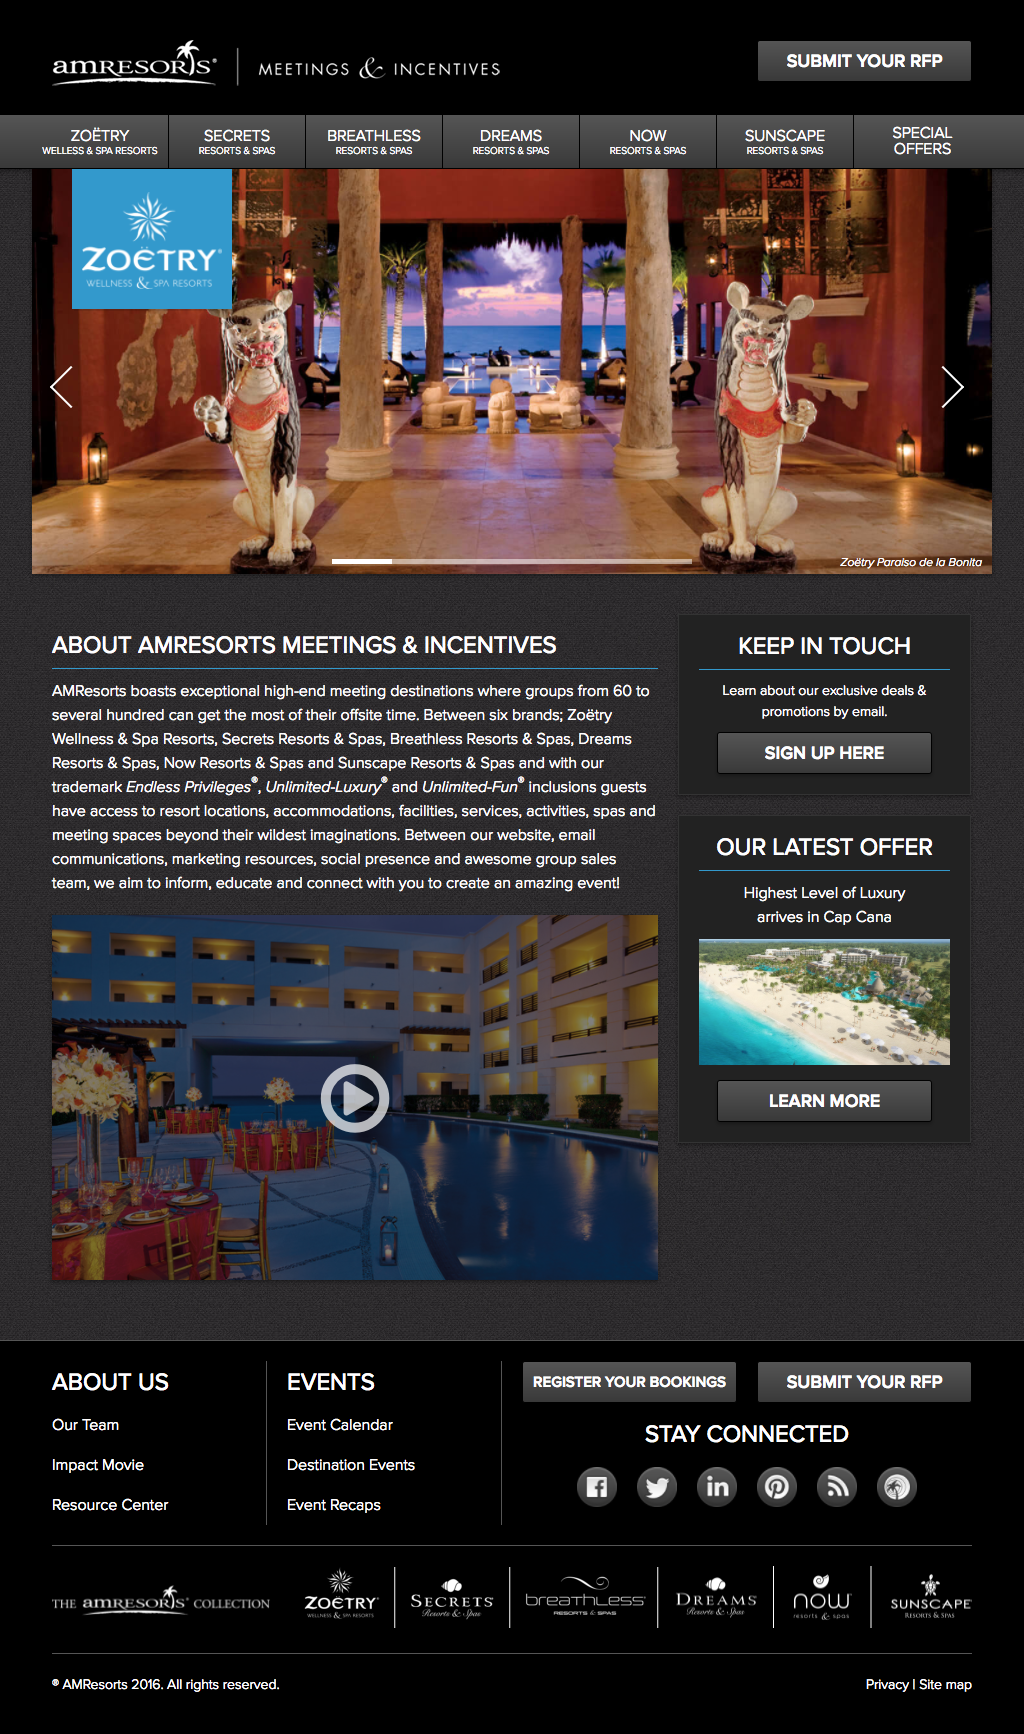 amResorts® | MEETINGS & INCENTIVES
SUBMIT YOUR RFP
ZOËTRY
WELLESS & SPA RESORTS
SECRETS
RESORTS & SPAS
BREATHLESS
RESORTS & SPAS
DREAMS
RESORTS & SPAS
NOW
RESORTS & SPAS
SUNSCAPE
RESORTS & SPAS
SPECIAL
OFFERS
ZOËTRY®
WELLNESS & SPA RESORTS
Zoëtry Paraiso de la Bonita
ABOUT AMRESORTS MEETINGS & INCENTIVES
AMResorts boasts exceptional high-end meeting destinations where groups from 60 to
several hundred can get the most of their offsite time. Between six brands; Zoëtry
Wellness & Spa Resorts, Secrets Resorts & Spas, Breathless Resorts & Spas, Dreams
Resorts & Spas, Now Resorts & Spas and Sunscape Resorts & Spas and with our
trademark Endless Privileges®, Unlimited-Luxury® and Unlimited-Fun® inclusions guests
have access to resort locations, accommodations, facilities, services, activities, spas and
meeting spaces beyond their wildest imaginations. Between our website, email
communications, marketing resources, social presence and awesome group sales
team, we aim to inform, educate and connect with you to create an amazing event!
KEEP IN TOUCH
Learn about our exclusive deals &
promotions by email.
SIGN UP HERE
OUR LATEST OFFER
Highest Level of Luxury
arrives in Cap Cana
LEARN MORE
ABOUT US
Our Team
Impact Movie
Resource Center
EVENTS
Event Calendar
Destination Events
Event Recaps
REGISTER YOUR BOOKINGS
SUBMIT YOUR RFP
STAY CONNECTED
THE amResorts® COLLECTION
ZOËTRY
WELLNESS & SPA RESORTS
SECRETS
Resorts & Spas
breathless
RESORTS & SPAS
DREAMS
Resorts & Spas
now
resorts & spas
SUNSCAPE
RESORTS & SPAS
® AMResorts 2016. All rights reserved.
Privacy | Site map